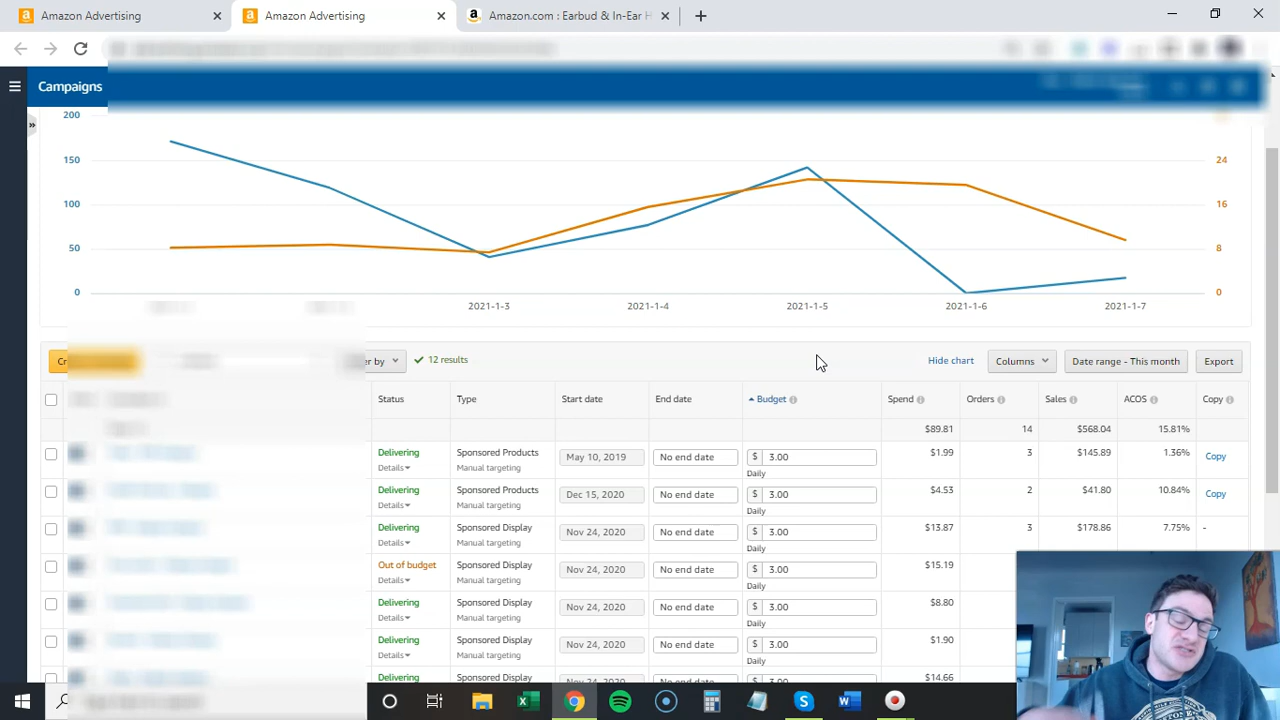 Amazon Advertising
Amazon Advertising
Amazon.com : Earbud & In-Ear H
Campaigns
200
150
100
50
0
24
16
8
0
2021-1-3
2021-1-4
2021-1-5
2021-1-6
2021-1-7
12 results
Hide chart
Columns
Date range - This month
Export
Status Type Start date End date Budget Spend Orders Sales ACOS Copy
$89.81 14 $568.04 15.81%
Delivering Sponsored Products May 10, 2019 No end date $ 3.00 $1.99 3 $145.89 1.36% Copy
Details Manual targeting Daily
Delivering Sponsored Products Dec 15, 2020 No end date $ 3.00 $4.53 2 $41.80 10.84% Copy
Details Manual targeting Daily
Delivering Sponsored Display Nov 24, 2020 No end date $ 3.00 $13.87 3 $178.86 7.75% -
Details Manual targeting Daily
Out of budget Sponsored Display Nov 24, 2020 No end date $ 3.00 $15.19
Details Manual targeting Daily
Delivering Sponsored Display Nov 24, 2020 No end date $ 3.00 $8.80
Details Manual targeting Daily
Delivering Sponsored Display Nov 24, 2020 No end date $ 3.00 $1.90
Details Manual targeting Daily
Delivering Sponsored Display Nov 24, 2020 No end date $ 3.00 $14.66